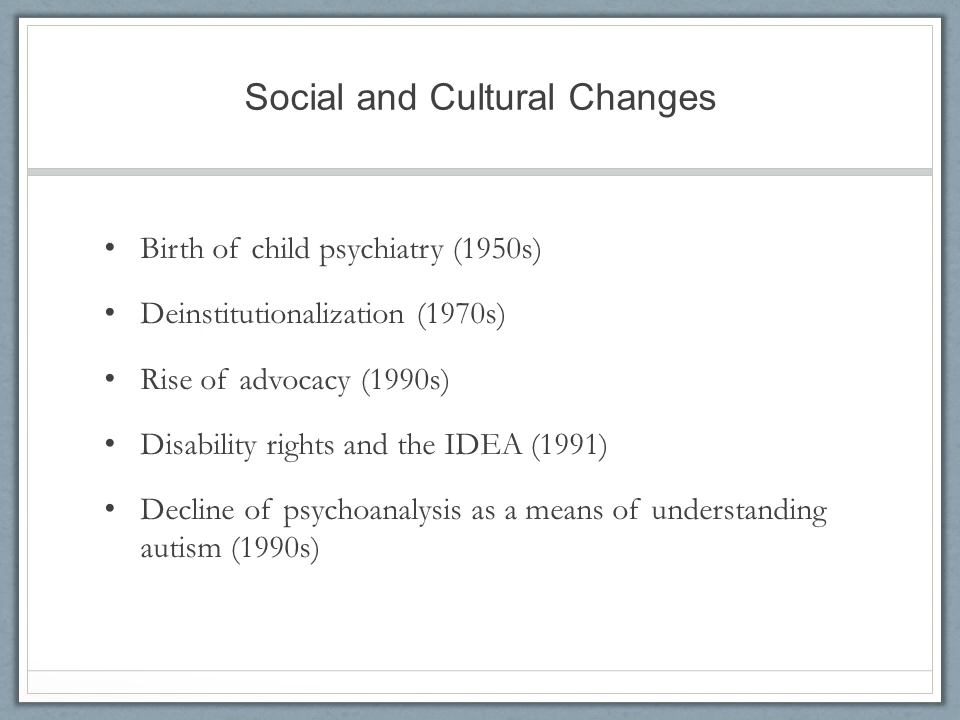 Social and Cultural Changes
• Birth of child psychiatry (1950s)
• Deinstitutionalization (1970s)
• Rise of advocacy (1990s)
• Disability rights and the IDEA (1991)
• Decline of psychoanalysis as a means of understanding
autism (1990s)